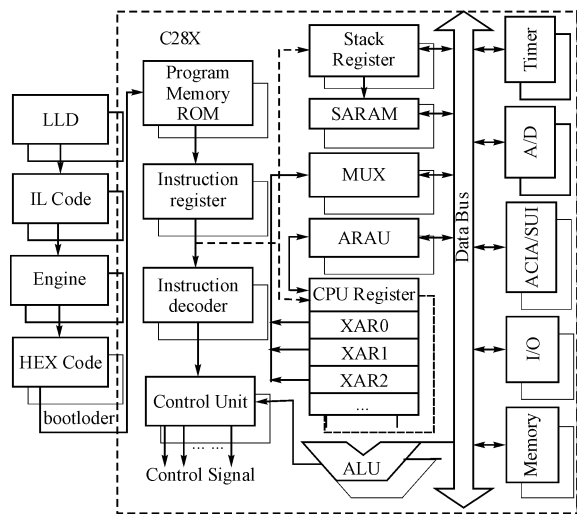 C28X
LLD
IL Code
Engine
HEX Code
bootloder
Program
Memory
ROM
Instruction
register
Instruction
decoder
Control Unit
... ...
Control Signal
Stack
Register
SARAM
MUX
ARAU
CPU Register
XAR0
XAR1
XAR2
...
ALU
Data Bus
Timer
A/D
ACIA/SUI
I/O
Memory